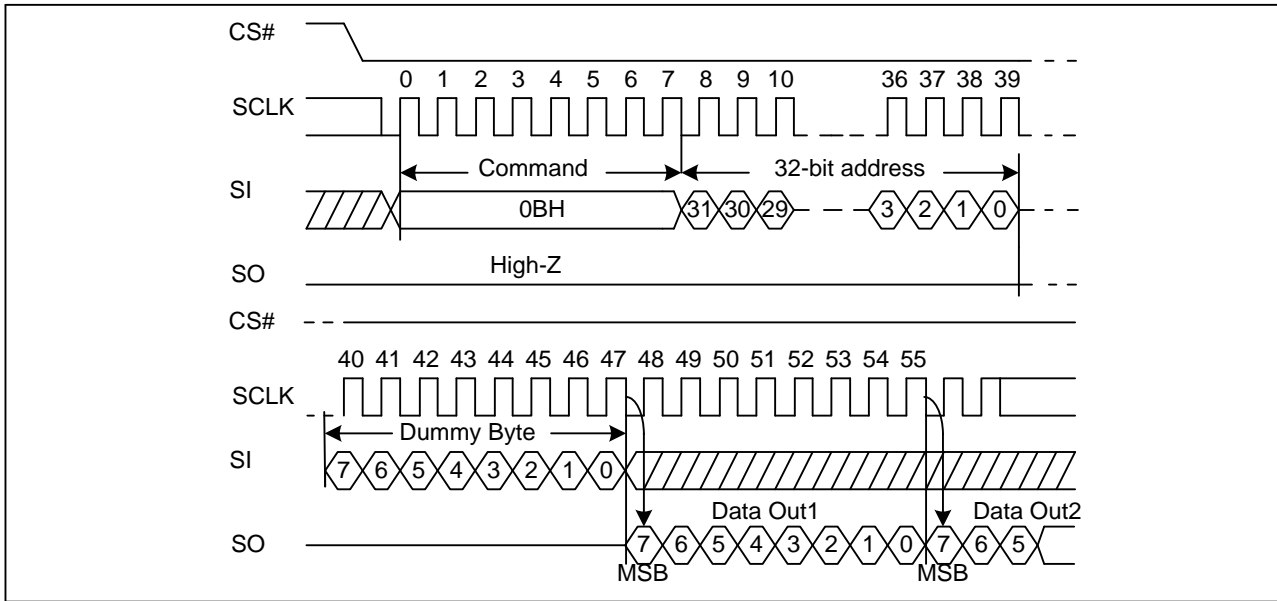 CS#
0 1 2 3 4 5 6 7 8 9 10 36 37 38 39
SCLK
Command 32-bit address
SI
0BH 31 30 29 3 2 1 0
High-Z
SO
CS#
40 41 42 43 44 45 46 47 48 49 50 51 52 53 54 55
SCLK
Dummy Byte
SI
7 6 5 4 3 2 1 0
Data Out1 Data Out2
SO
7 6 5 4 3 2 1 0 7 6 5
MSB MSB